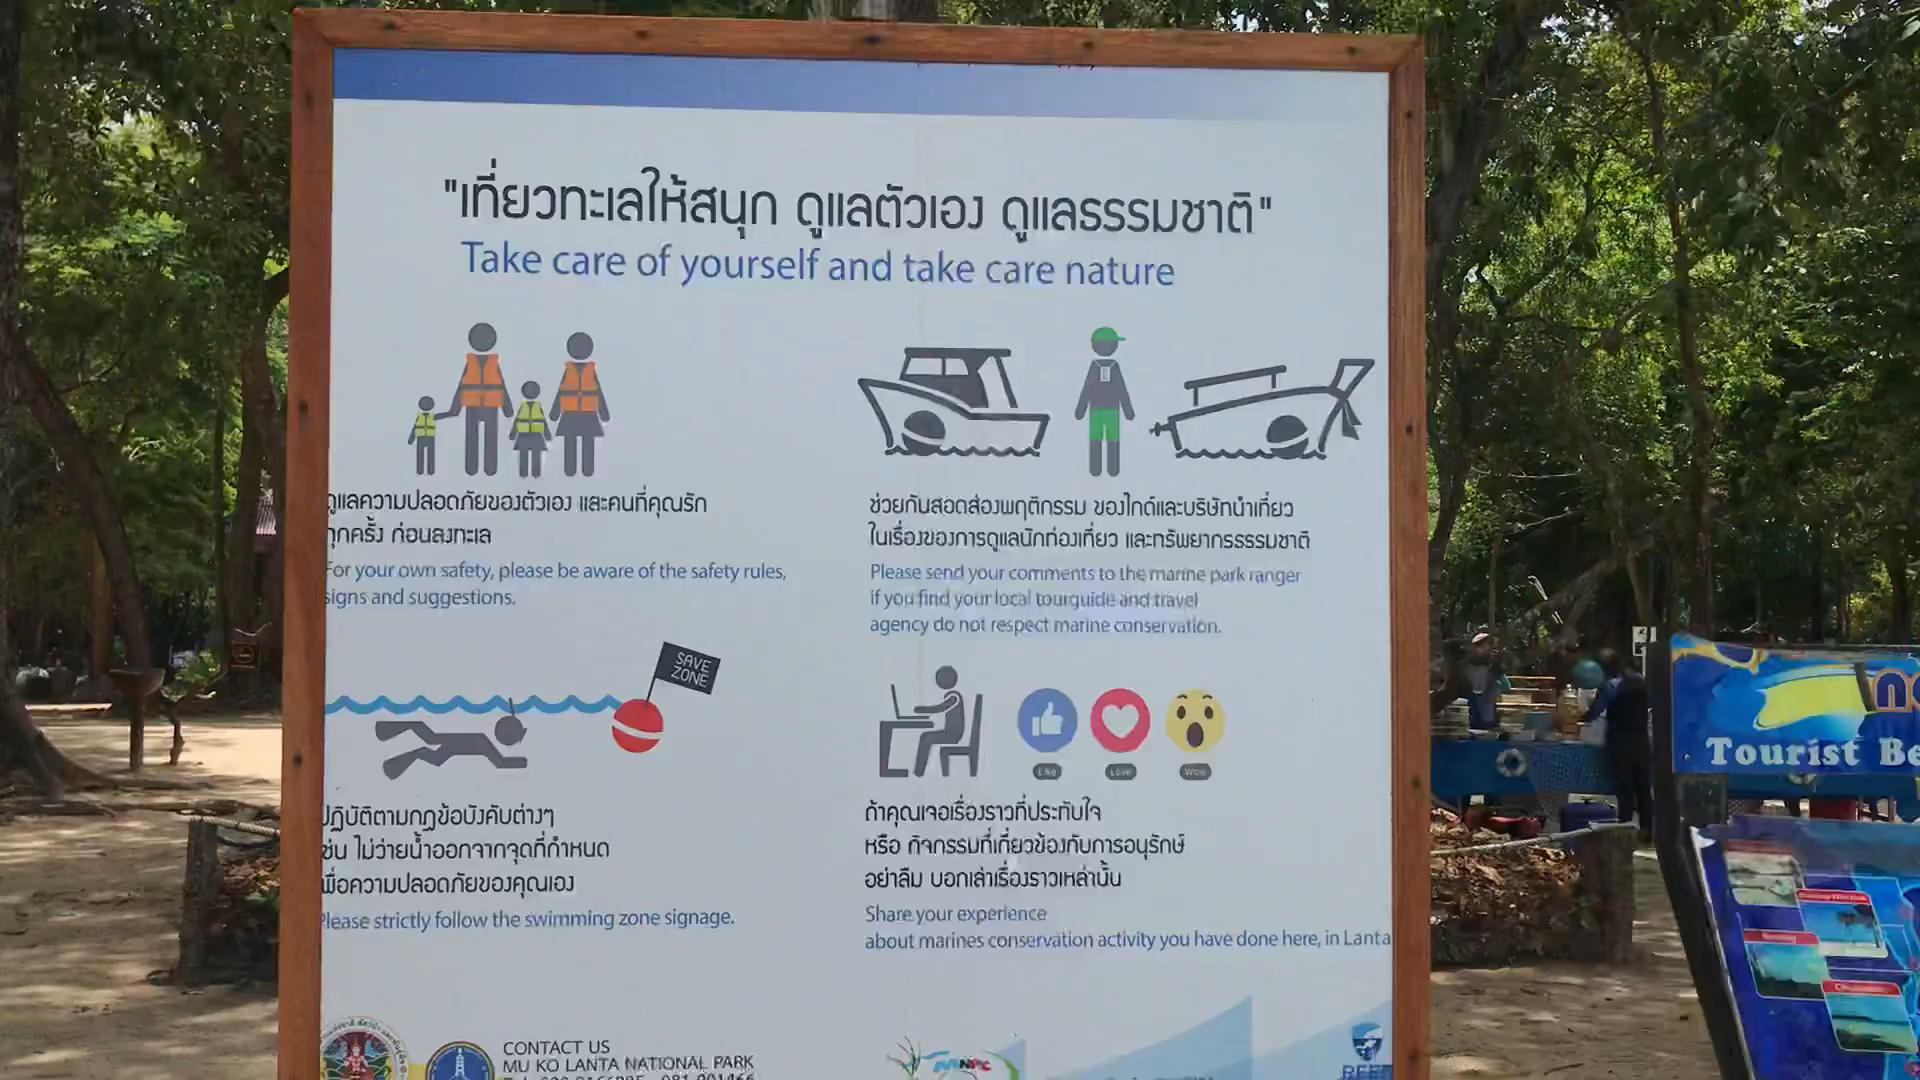 "เที่ยวทะเลให้สนุก ดูแลตัวเอง ดูแลธรรมชาติ"
Take care of yourself and take care nature
ดูแลความปลอดภัยของตัวเอง และคนที่คุณรัก
ทุกครั้ง ก่อนลงทะเล
For your own safety, please be aware of the safety rules,
signs and suggestions.
ช่วยกันสอดส่องพฤติกรรม ของไกด์และบริษัทนำเที่ยว
ในเรื่องของการดูแลนักท่องเที่ยว และทรัพยากรธรรมชาติ
Please send your comments to the marine park ranger
if you find your local tourguide and travel
agency do not respect marine conservation.
SAVE
ZONE
ปฏิบัติตามกฎข้อบังคับต่างๆ
เช่น ไม่ว่ายน้ำออกจากจุดที่กำหนด
เพื่อความปลอดภัยของคุณเอง
Please strictly follow the swimming zone signage.
Like
Love
Wow
ถ้าคุณเจอเรื่องราวที่ประทับใจ
หรือ กิจกรรมที่เกี่ยวข้องกับการอนุรักษ์
อย่าลืม บอกเล่าเรื่องราวเหล่านั้น
Share your experience
about marines conservation activity you have done here, in Lanta
CONTACT US
MU KO LANTA NATIONAL PARK
Tourist Be